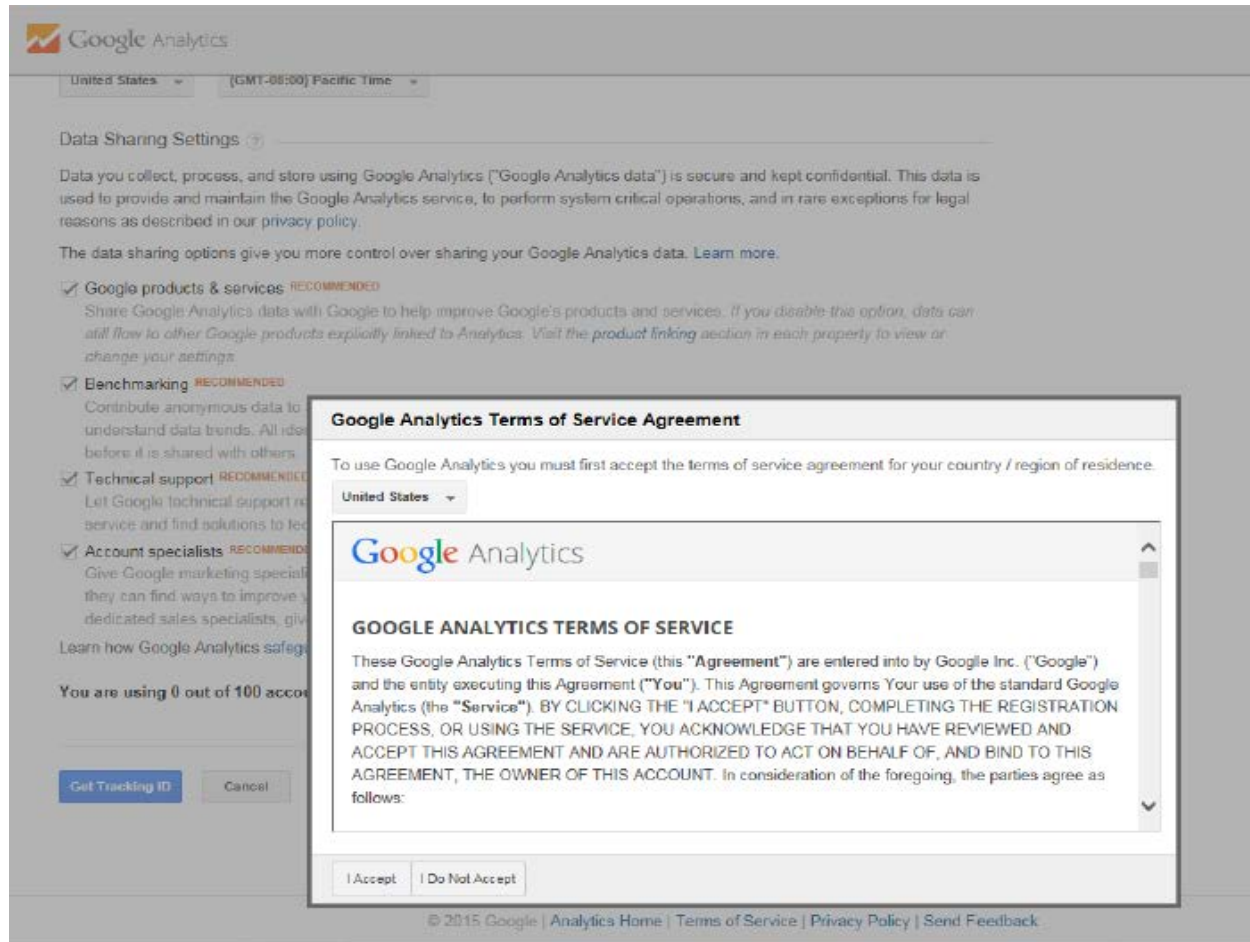 Google Analytics
United States
(GMT-08:00) Pacific Time
Data Sharing Settings ?
Data you collect, process, and store using Google Analytics ("Google Analytics data") is secure and kept confidential. This data is
used to provide and maintain the Google Analytics service, to perform system critical operations, and in rare exceptions for legal
reasons as described in our privacy policy.
The data sharing options give you more control over sharing your Google Analytics data. Learn more.
Google products & services RECOMMENDED
Share Google Analytics data with Google to help improve Google's products and services. If you disable this option, data can
still flow to other Google products explicitly linked to Analytics. Visit the product linking section in each property to view or
change your settings
Benchmarking RECOMMENDED
Contribute anonymous data to
understand data trends. All
before it is shared with others
Technical support RECOMMENDED
Let Google technical support
service and find solutions to
Account specialists
Give Google marketing
they can find ways to improve
dedicated sales specialists,
Learn how Google Analytics
You are using 0 out of 100
Get Tracking ID
Cancel
Google Analytics Terms of Service Agreement
To use Google Analytics you must first accept the terms of service agreement for your country / region of residence.
United States
Google Analytics
GOOGLE ANALYTICS TERMS OF SERVICE
These Google Analytics Terms of Service (this "Agreement") are entered into by Google Inc. ("Google")
and the entity executing this Agreement ("You"). This Agreement governs Your use of the standard Google
Analytics (the "Service"). BY CLICKING THE "I ACCEPT" BUTTON, COMPLETING THE REGISTRATION
PROCESS, OR USING THE SERVICE, YOU ACKNOWLEDGE THAT YOU HAVE REVIEWED AND
ACCEPT THIS AGREEMENT AND ARE AUTHORIZED TO ACT ON BEHALF OF, AND BIND TO THIS
AGREEMENT, THE OWNER OF THIS ACCOUNT. In consideration of the foregoing, the parties agree as
follows:
I Accept
I Do Not Accept
© 2015 Google | Analytics Home | Terms of Service | Privacy Policy | Send Feedback